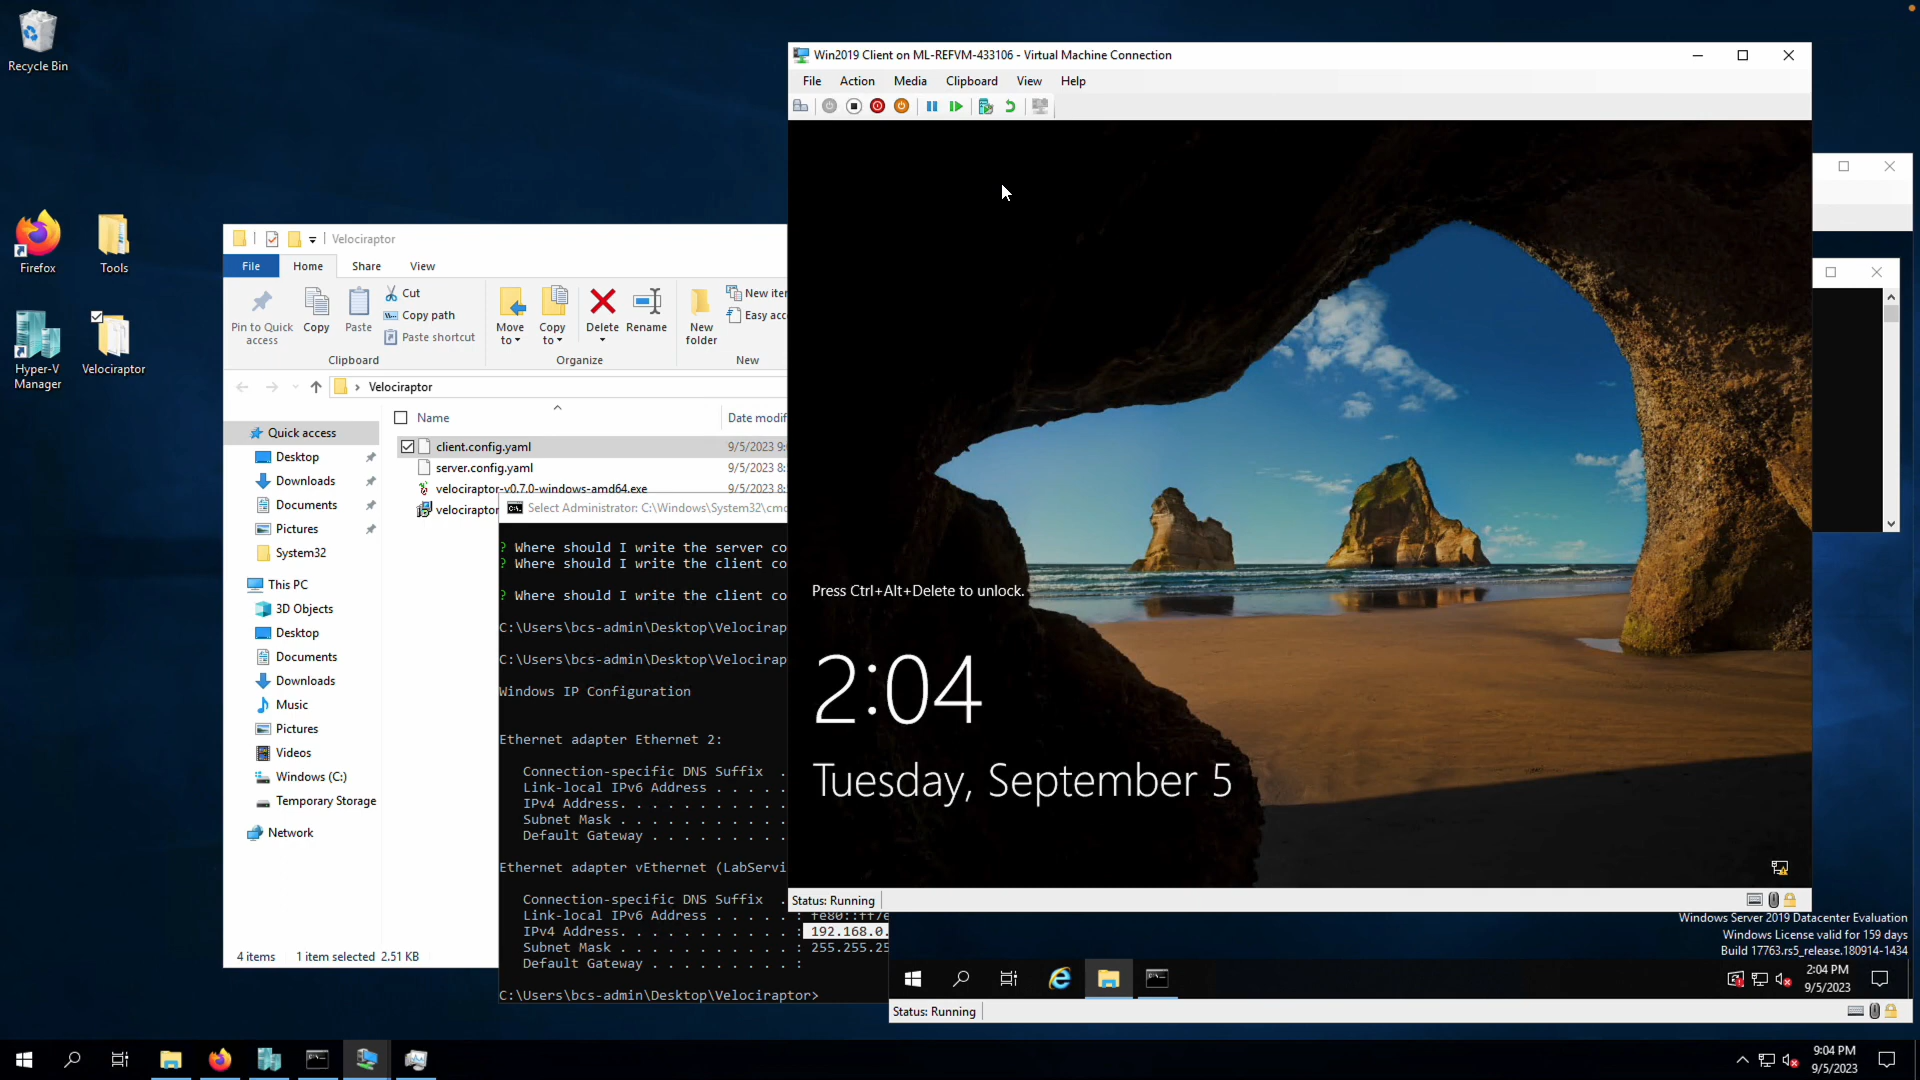 Recycle Bin
Firefox
Tools
Hyper-V
Manager
Velociraptor
Velociraptor
File
Home
Share
View
Pin to Quick
access
Copy
Paste
Cut
Copy path
Paste shortcut
Clipboard
Move
to
Copy
to
Delete
Rename
Organize
New
folder
New
Easy
New
Velociraptor
Name
Date
Quick access
Desktop
Downloads
Documents
Pictures
System32
This PC
3D Objects
Desktop
Documents
Downloads
Music
Pictures
Videos
Windows (C:)
Temporary Storage
Network
client.config.yaml
9/5/2023
server.config.yaml
9/5/2023
velociraptor-v0.7.0-windows-amd64.exe
9/5/2023
velociraptor
4 items
1 item selected 2.51 KB
Select Administrator: C:\Windows\System32\cmd
? Where should I write the server co
? Where should I write the client co
? Where should I write the client co
C:\Users\bcs-admin\Desktop\Velocirap
C:\Users\bcs-admin\Desktop\Velocirap
Windows IP Configuration
Ethernet adapter Ethernet 2:
Connection-specific DNS Suffix .
Link-local IPv6 Address . . . . .
IPv4 Address. . . . . . . . . . .
Subnet Mask . . . . . . . . . . .
Default Gateway . . . . . . . . .
Ethernet adapter vEthernet (LabServi
Connection-specific DNS Suffix .
Link-local IPv6 Address . . . . . :
IPv4 Address. . . . . . . . . . . : 192.168.0.
Subnet Mask . . . . . . . . . . . : 255.255.25
Default Gateway . . . . . . . . . :
C:\Users\bcs-admin\Desktop\Velociraptor>
Win2019 Client on ML-REFVM-433106 - Virtual Machine Connection
File
Action
Media
Clipboard
View
Help
Press Ctrl+Alt+Delete to unlock.
2:04
Tuesday, September 5
Status: Running
Windows Server 2019 Datacenter Evaluation
Windows License valid for 159 days
Build 17763.rs5_release.180914-1434
2:04 PM
9/5/2023
Status: Running
9:04 PM
9/5/2023